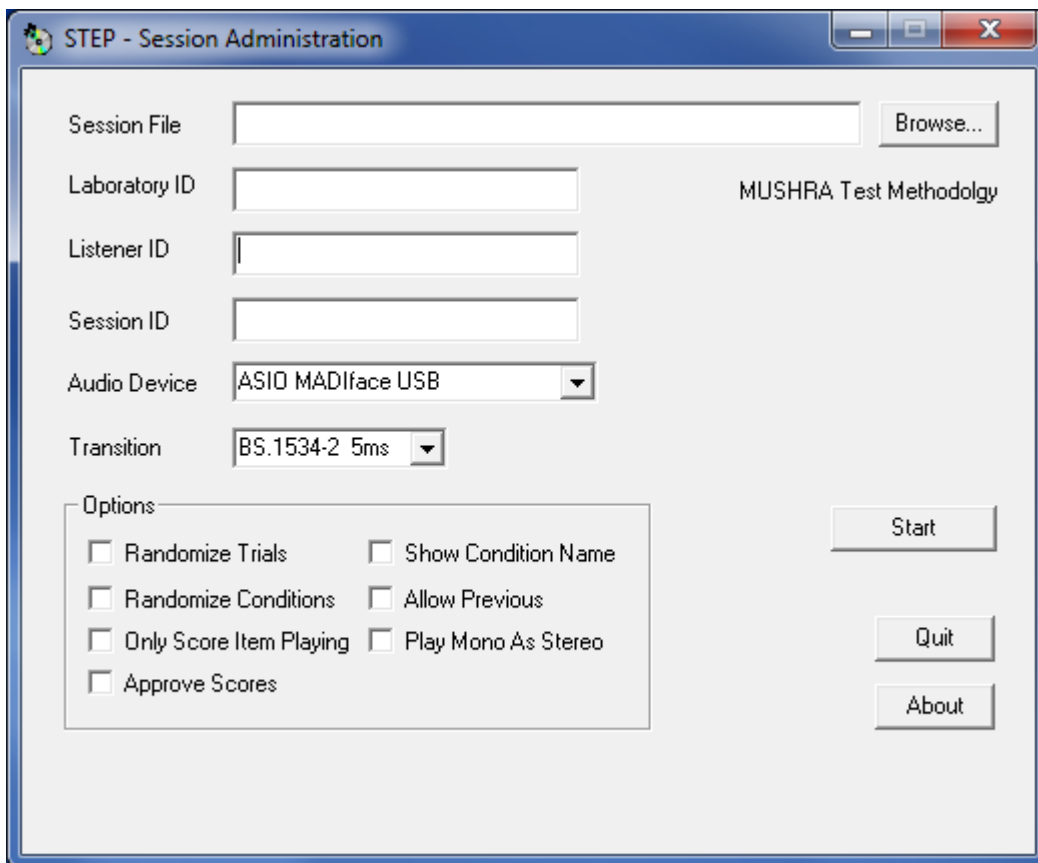 STEP - Session Administration
Session File
Browse...
Laboratory ID
MUSHRA Test Methodolgy
Listener ID
Session ID
Audio Device
ASIO MADIface USB
Transition
BS.1534-2 5ms
Options
Randomize Trials
Show Condition Name
Randomize Conditions
Allow Previous
Only Score Item Playing
Play Mono As Stereo
Approve Scores
Start
Quit
About